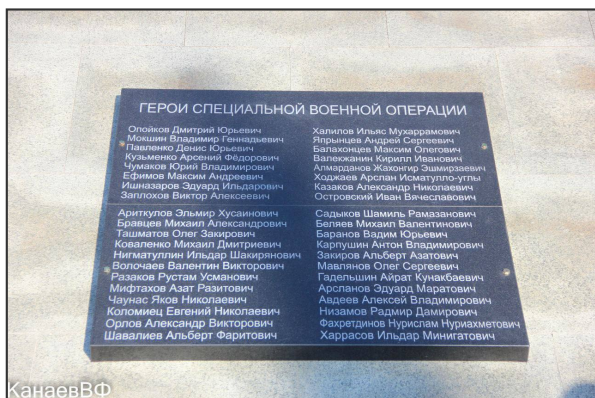 ГЕРОИ СПЕЦИАЛЬНОЙ ВОЕННОЙ ОПЕРАЦИИ
Олойков Дмитрий Юрьевич
Мокшин Владимир Геннадьевич
Павленко Денис Юрьевич
Кузьменко Арсений Фёдорович
Чумаков Юрий Владимирович
Ефимов Максим Андреевич
Ишназаров Эдуард Ильдарович
Заплохов Виктор Алексеевич
Халилов Ильяс Мухаррамович
Япрынцев Андрей Сергеевич
Балахонцев Максим Олегович
Валежжанин Кирилл Иванович
Алмарданов Жахонгир Эшмирзаевич
Ходжаев Арслан Исматулло-углы
Казаков Александр Николаевич
Островский Иван Вячеславович
Ариткулов Эльмир Хусаинович
Бравцев Михаил Александрович
Ташматов Олег Закирович
Коваленко Михаил Дмитриевич
Нигматуллин Ильдар Шакирянович
Волочаев Валентин Викторович
Разаков Рустам Усманович
Мифтахов Азат Разитович
Чаунас Яков Николаевич
Коломиец Евгений Николаевич
Орлов Александр Викторович
Шавалиев Альберт Фаритович
Садыков Шамиль Рамазанович
Беляев Михаил Валентинович
Баранов Вадим Юрьевич
Карпушин Антон Владимирович
Закиров Альберт Азатович
Мавлянов Олег Сергеевич
Гадельшин Айрат Кунакбаевич
Арсланов Эдуард Маратович
Авдеев Алексей Владимирович
Низамов Радмир Дамирович
Фахретдинов Нурислам Нуриахметович
Харрасов Ильдар Минигатович
КанаевВФ